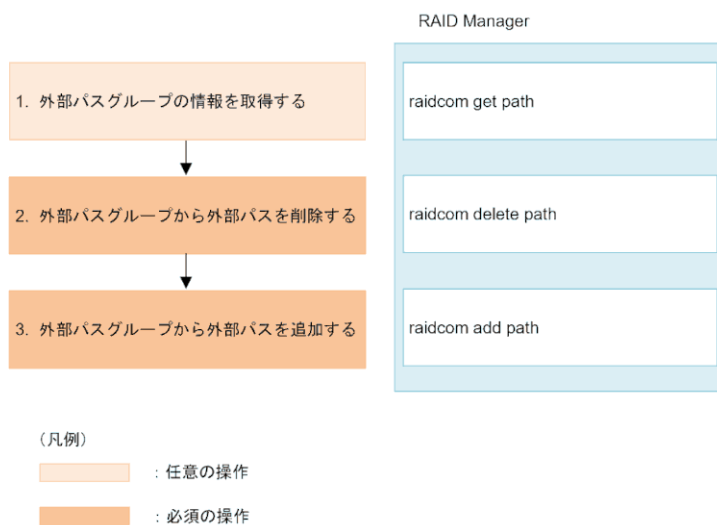 RAID Manager
1. 外部パスグループの情報を取得する
raidcom get path
2. 外部パスグループから外部パスを削除する
raidcom delete path
3. 外部パスグループから外部パスを追加する
raidcom add path
(凡例)
: 任意の操作
: 必須の操作